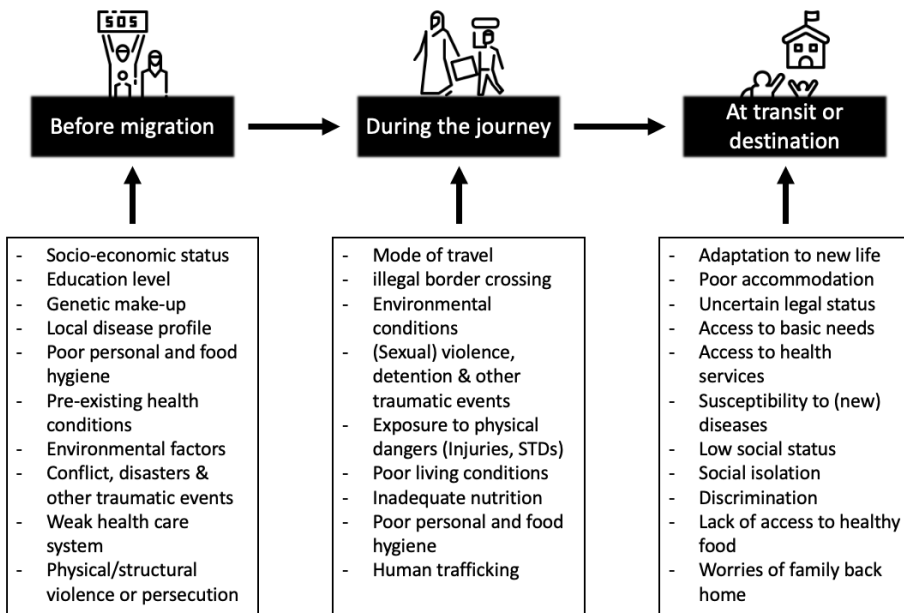 SOS
Before migration
During the journey
At transit or
destination
- Socio-economic status
- Education level
- Genetic make-up
- Local disease profile
- Poor personal and food
hygiene
- Pre-existing health
conditions
- Environmental factors
- Conflict, disasters &
other traumatic events
- Weak health care
system
- Physical/structural
violence or persecution
- Mode of travel
- illegal border crossing
- Environmental
conditions
- (Sexual) violence,
detention & other
traumatic events
- Exposure to physical
dangers (Injuries, STDs)
- Poor living conditions
- Inadequate nutrition
- Poor personal and food
hygiene
- Human trafficking
- Adaptation to new life
- Poor accommodation
- Uncertain legal status
- Access to basic needs
- Access to health
services
- Susceptibility to (new)
diseases
- Low social status
- Social isolation
- Discrimination
- Lack of access to healthy
food
- Worries of family back
home